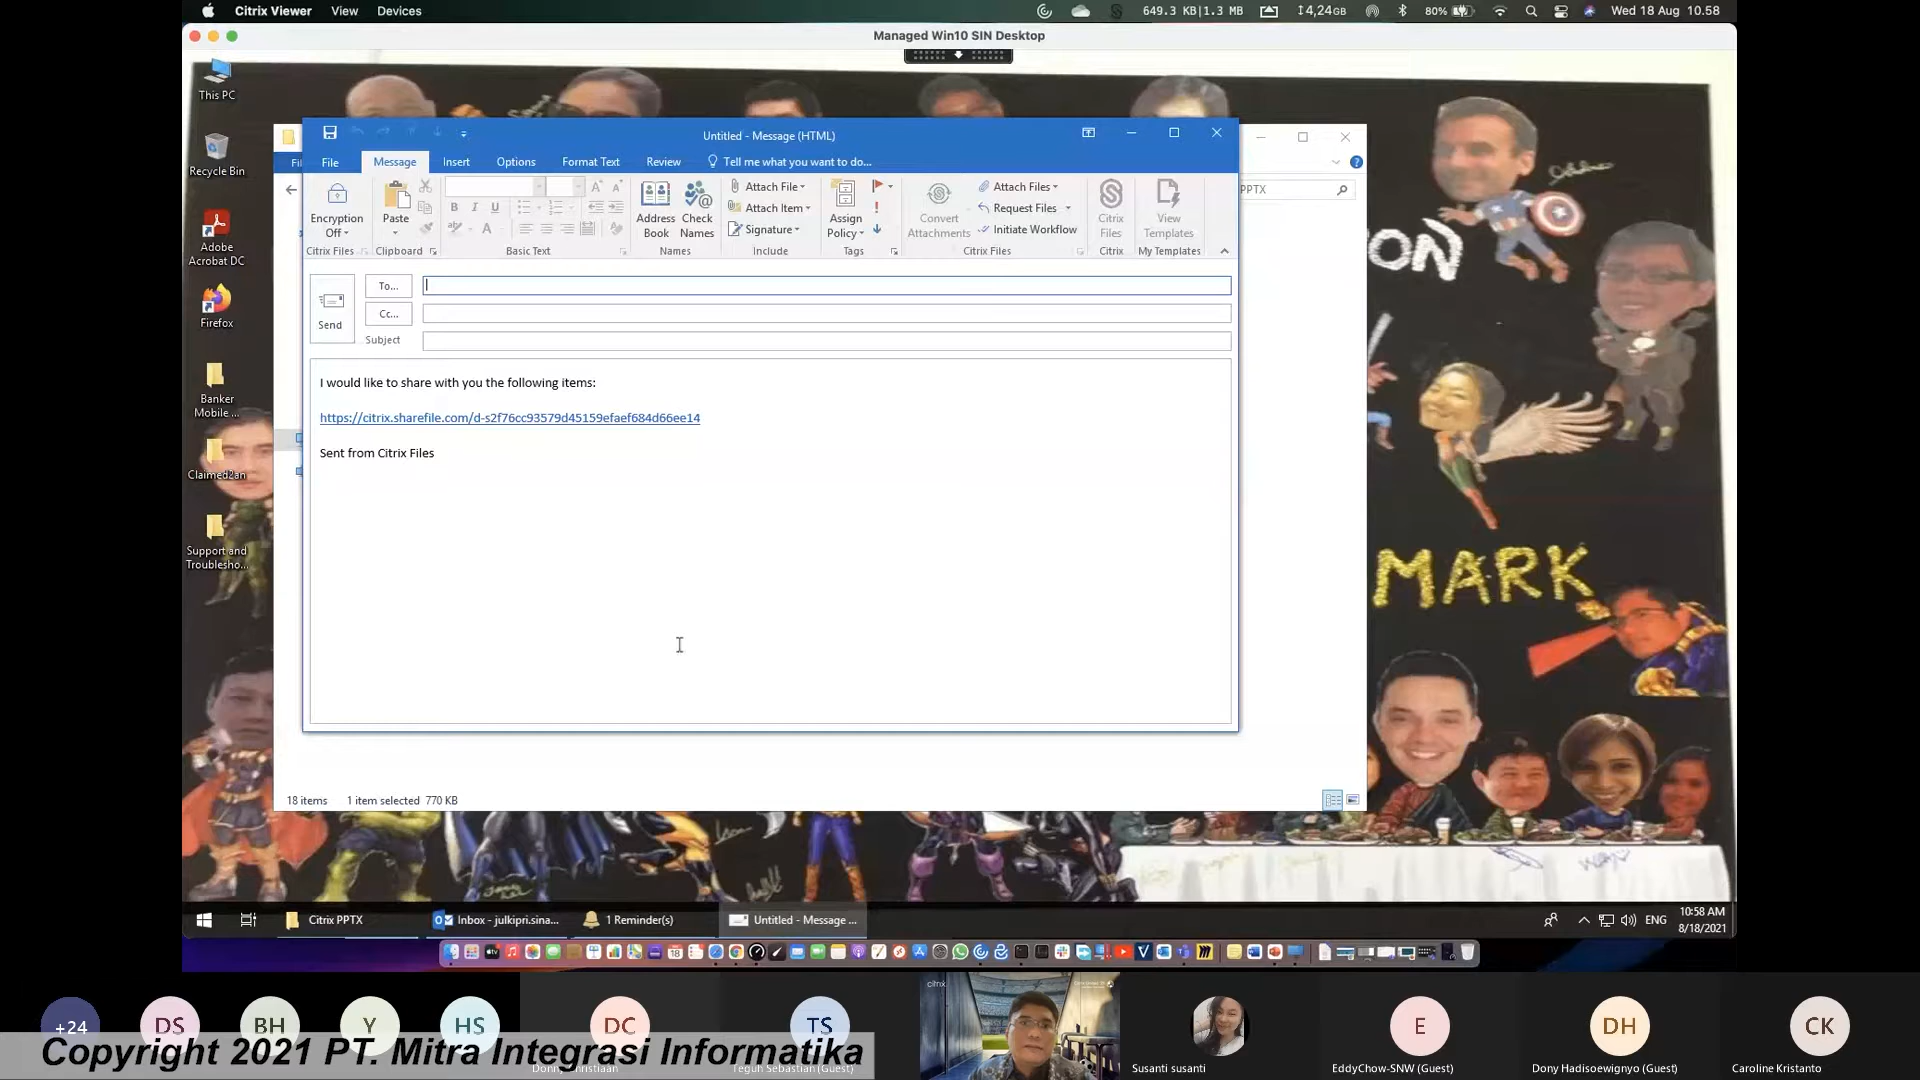 Citrix Viewer View Devices 649.3 KB|1.3 MB 4,24GB 80% Wed 18 Aug 10.58
Managed Win10 SIN Desktop
This PC
Recycle Bin
Adobe
Acrobat DC
Firefox
Banker
Mobile ...
Claimed2an
Support and
Troublesho...
Untitled - Message (HTML)
File Message Insert Options Format Text Review Tell me what you want to do...
PPTX
Encryption
Off
Paste
B I U
Address
Book
Check
Names
Attach File
Attach Item
Signature
Assign
Policy
Convert
Attachments
Attach Files
Request Files
Initiate Workflow
Citrix
Files
View
Templates
Citrix Files Clipboard Basic Text Names Include Tags Citrix Files Citrix My Templates
Send
To...
Cc...
Subject
I would like to share with you the following items:
https://citrix.sharefile.com/d-s2f76cc93579d45159efaef684d66ee14
Sent from Citrix Files
MARK
18 items 1 item selected 770 KB
Citrix PPTX Inbox - julkipri.sina... 1 Reminder(s) Untitled - Message ... ENG
10:58 AM
8/18/2021
+24 DS BH Y HS DC TS citrix E DH CK
Copyright 2021 PT. Mitra Integrasi Informatika
Teguh Sebastian (Guest) Susanti susanti EddyChow-SNW (Guest) Dony Hadisoewignyo (Guest) Caroline Kristanto